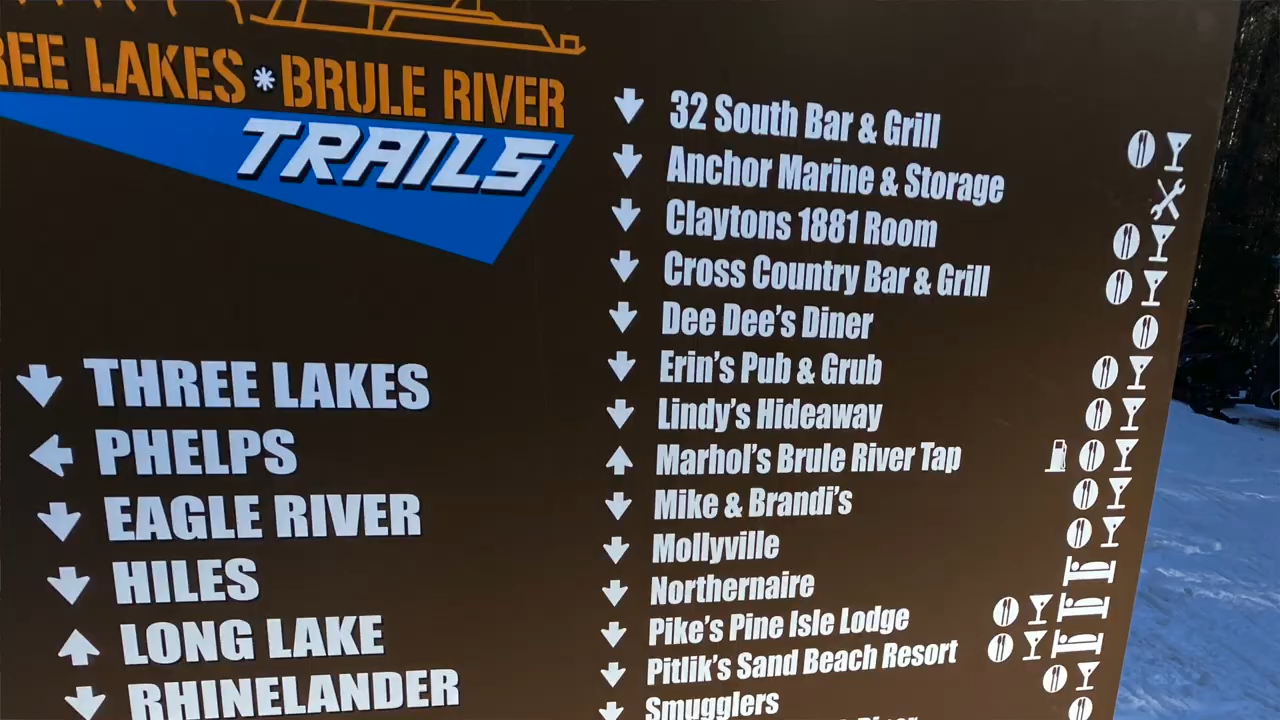 REE LAKES * BRULE RIVER
TRAILS
THREE LAKES
PHELPS
EAGLE RIVER
HILES
LONG LAKE
RHINELANDER
32 South Bar & Grill
Anchor Marine & Storage
Claytons 1881 Room
Cross Country Bar & Grill
Dee Dee's Diner
Erin's Pub & Grub
Lindy's Hideaway
Marhol's Brule River Tap
Mike & Brandi's
Mollyville
Northernaire
Pike's Pine Isle Lodge
Pitlik's Sand Beach Resort
Smugglers